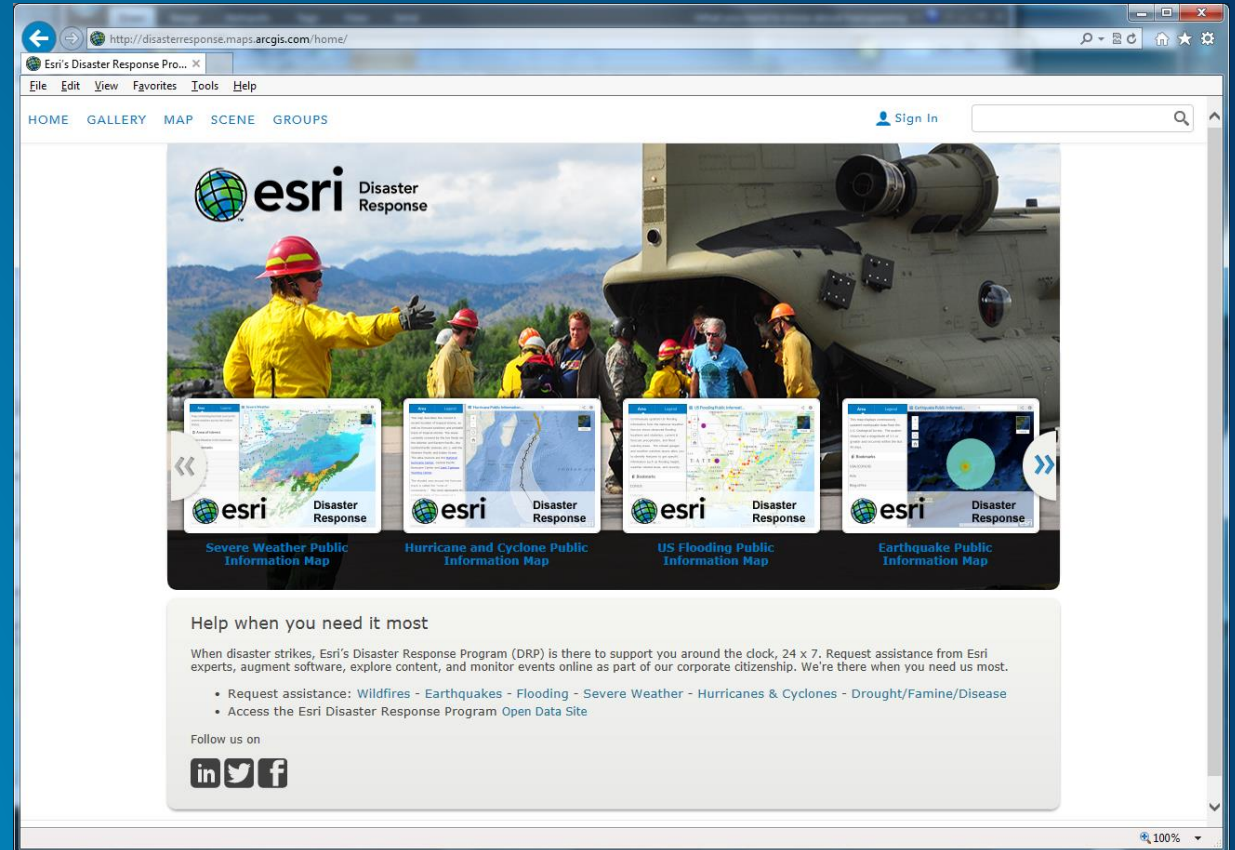 http://disasterresponse.maps.arcgis.com/home/
Esri's Disaster Response Pro...
File Edit View Favorites Tools Help
HOME GALLERY MAP SCENE GROUPS
Sign In
esri Disaster
Response
esri Disaster
Response
esri Disaster
Response
esri Disaster
Response
esri Disaster
Response
Severe Weather Public
Information Map
Hurricane and Cyclone Public
Information Map
US Flooding Public
Information Map
Earthquake Public
Information Map
Help when you need it most
When disaster strikes, Esri's Disaster Response Program (DRP) is there to support you around the clock, 24 x 7. Request assistance from Esri
experts, augment software, explore content, and monitor events online as part of our corporate citizenship. We're there when you need us most.
• Request assistance: Wildfires - Earthquakes - Flooding - Severe Weather - Hurricanes & Cyclones - Drought/Famine/Disease
• Access the Esri Disaster Response Program Open Data Site
Follow us on
in f
100%